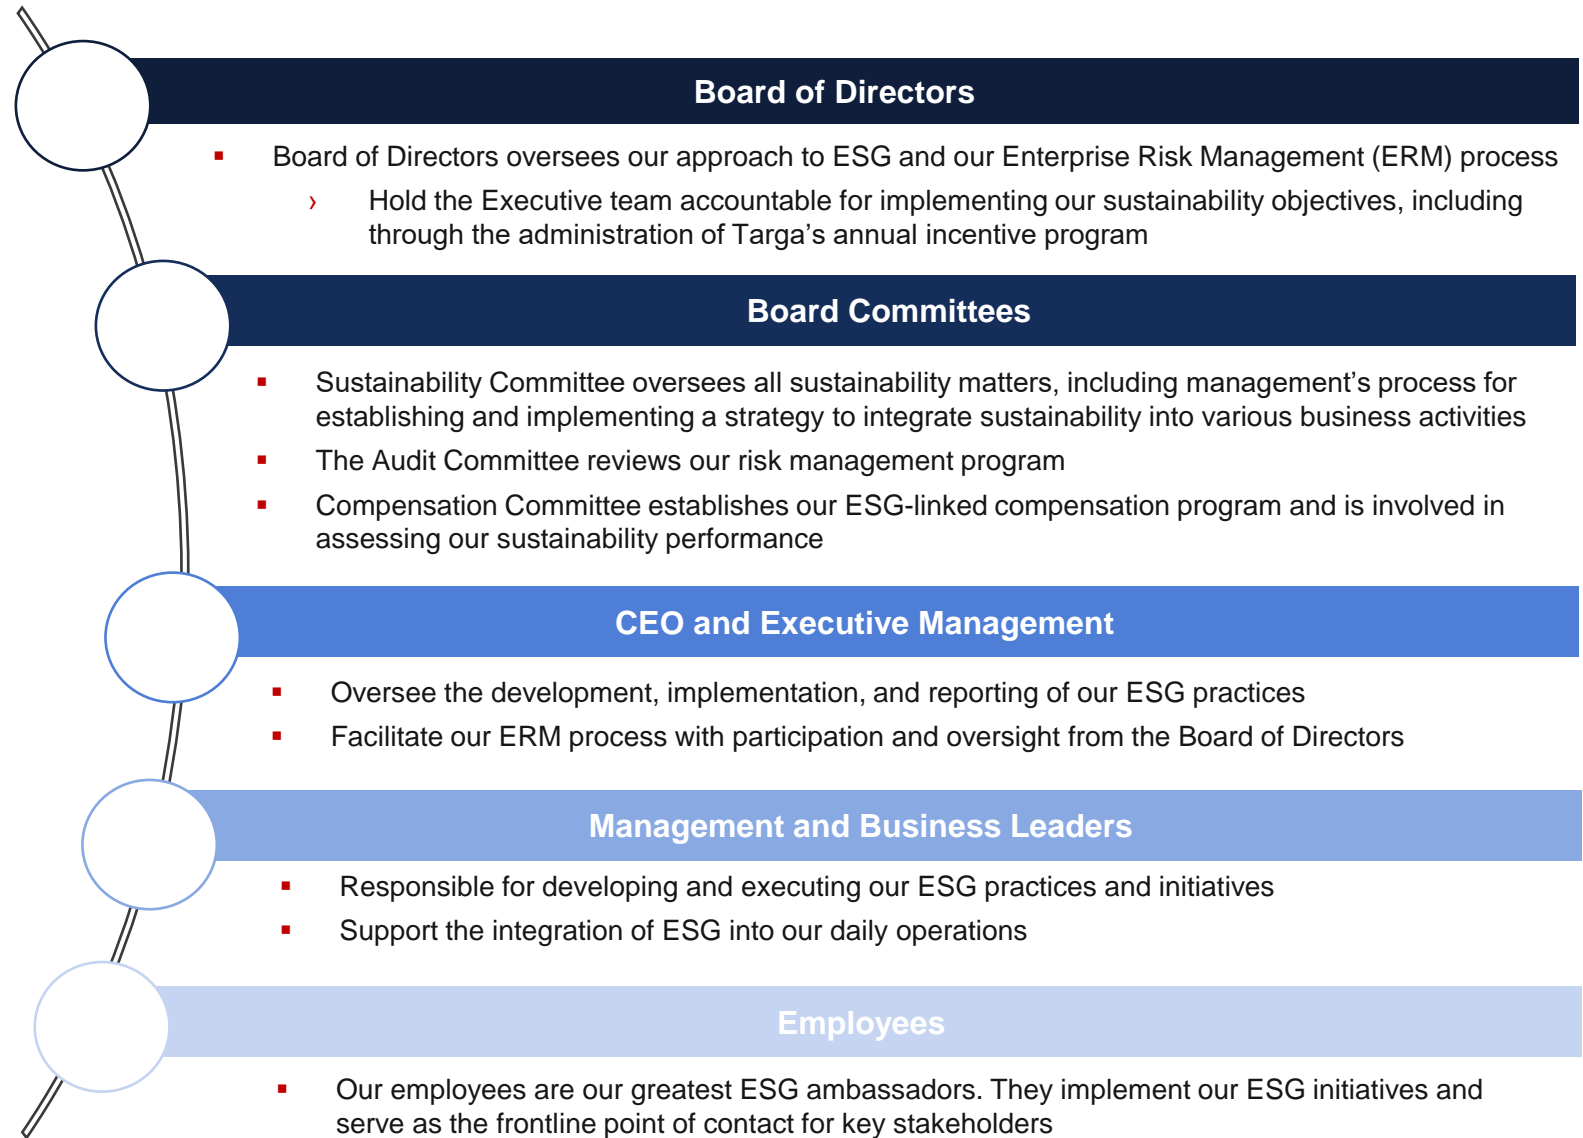 Board of Directors
▪ Board of Directors oversees our approach to ESG and our Enterprise Risk Management (ERM) process
› Hold the Executive team accountable for implementing our sustainability objectives, including
through the administration of Targa’s annual incentive program
Board Committees
▪ Sustainability Committee oversees all sustainability matters, including management’s process for
establishing and implementing a strategy to integrate sustainability into various business activities
▪ The Audit Committee reviews our risk management program
▪ Compensation Committee establishes our ESG-linked compensation program and is involved in
assessing our sustainability performance
CEO and Executive Management
▪ Oversee the development, implementation, and reporting of our ESG practices
▪ Facilitate our ERM process with participation and oversight from the Board of Directors
Management and Business Leaders
▪ Responsible for developing and executing our ESG practices and initiatives
▪ Support the integration of ESG into our daily operations
Employees
▪ Our employees are our greatest ESG ambassadors. They implement our ESG initiatives and
serve as the frontline point of contact for key stakeholders